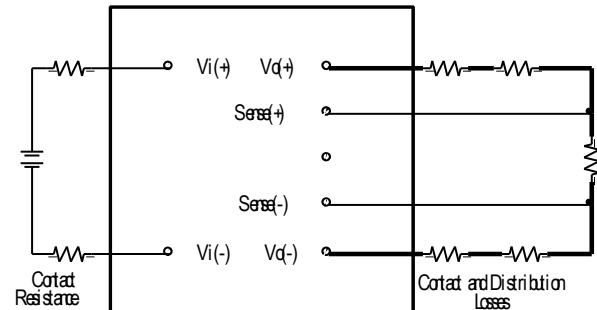 Vi(+) Vo(+)
Sense(+)
Sense(-)
Vi(-) Vo(-)
Contact
Resistance
Contact and Distribution
Losses